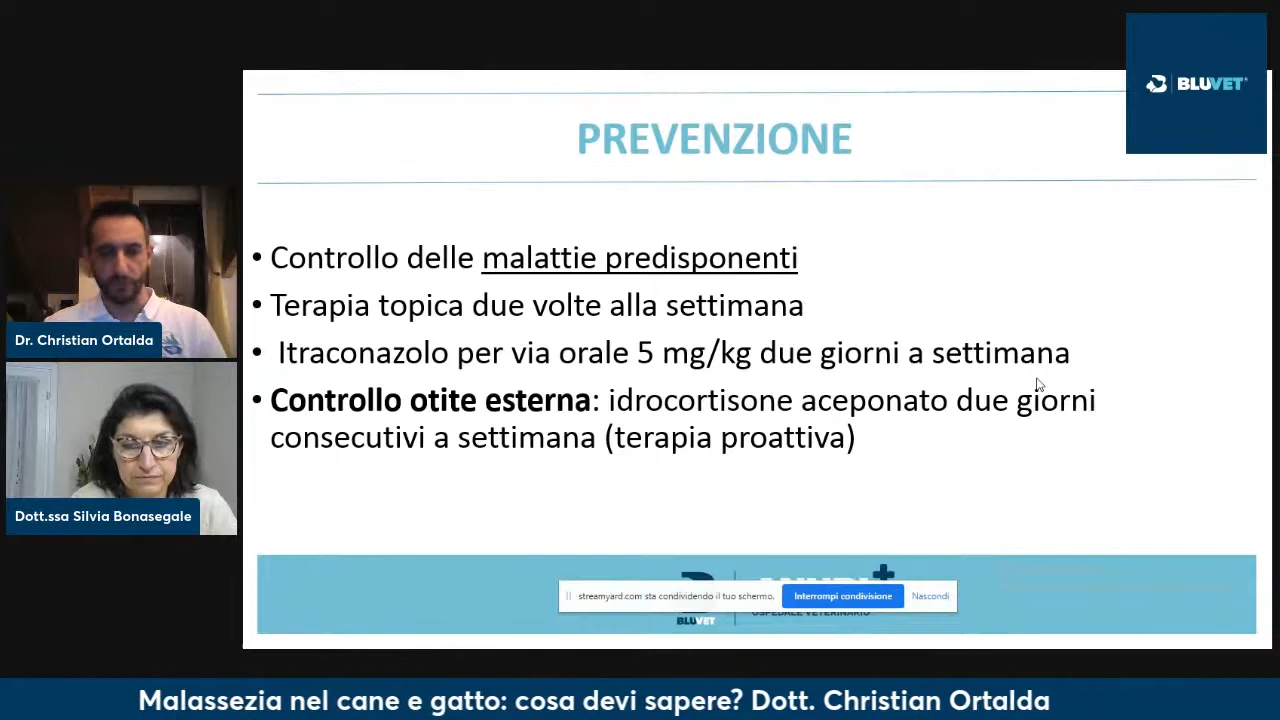 BLUVET
PREVENZIONE
• Controllo delle malattie predisponenti
• Terapia topica due volte alla settimana
• Itraconazolo per via orale 5 mg/kg due giorni a settimana
• Controllo otite esterna: idrocortisone aceponato due giorni
consecutivi a settimana (terapia proattiva)
Dr. Christian Ortalda
Dott.ssa Silvia Bonasegale
streamyard.com sta condividendo il tuo schermo.
Interrompi condivisione
Nascondi
OSPEDALE VETERINARIO
BLUVET
Malassezia nel cane e gatto: cosa devi sapere? Dott. Christian Ortalda